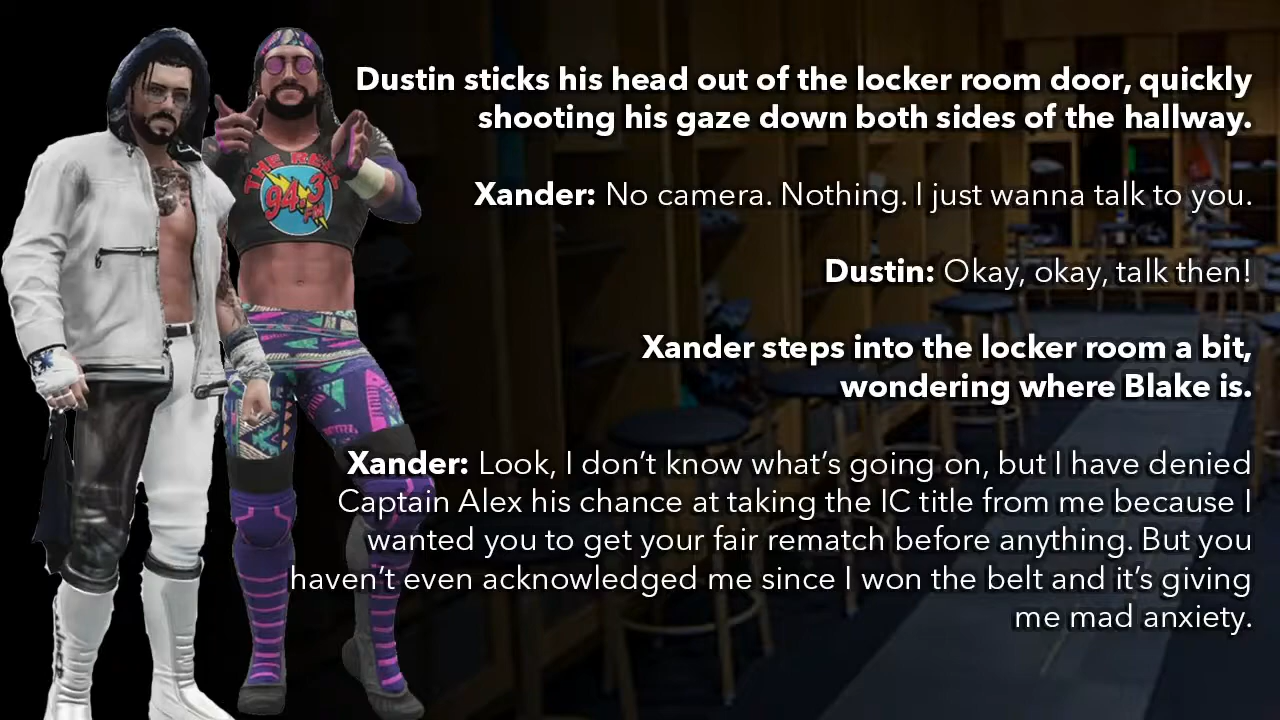 Dustin sticks his head out of the locker room door, quickly
shooting his gaze down both sides of the hallway.
Xander: No camera. Nothing. I just wanna talk to you.
Dustin: Okay, okay, talk then!
Xander steps into the locker room a bit,
wondering where Blake is.
Xander: Look, I don’t know what’s going on, but I have denied
Captain Alex his chance at taking the IC title from me because I
wanted you to get your fair rematch before anything. But you
haven’t even acknowledged me since I won the belt and it’s giving
me mad anxiety.
THE
94.3
FM